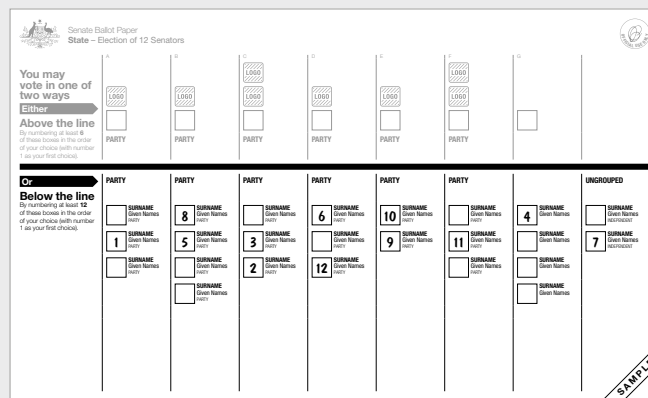 Senate Ballot Paper
State – Election of 12 Senators
A B C D E F G
You may
vote in one of
two ways
Either
Above the line
By numbering at least 6
of these boxes in the order
of your choice (with number
1 as your first choice).
LOGO LOGO
LOGO LOGO LOGO LOGO LOGO LOGO
PARTY PARTY PARTY PARTY PARTY PARTY
Or
Below the line
By numbering at least 12
of these boxes in the order
of your choice (with number
1 as your first choice).
PARTY PARTY PARTY PARTY PARTY PARTY UNGROUPED
SURNAME 8 SURNAME SURNAME 6 SURNAME 10 SURNAME SURNAME 4 SURNAME SURNAME
Given Names Given Names Given Names Given Names Given Names Given Names Given Names Given Names
PARTY PARTY PARTY PARTY PARTY PARTY INDEPENDENT
1 SURNAME 5 SURNAME 3 SURNAME SURNAME 9 SURNAME 11 SURNAME SURNAME 7 SURNAME
Given Names Given Names Given Names Given Names Given Names Given Names Given Names Given Names
PARTY PARTY PARTY PARTY PARTY PARTY INDEPENDENT
SURNAME SURNAME 2 SURNAME 12 SURNAME SURNAME SURNAME
Given Names Given Names Given Names Given Names Given Names Given Names
PARTY PARTY PARTY PARTY PARTY
SURNAME SURNAME
Given Names Given Names
PARTY